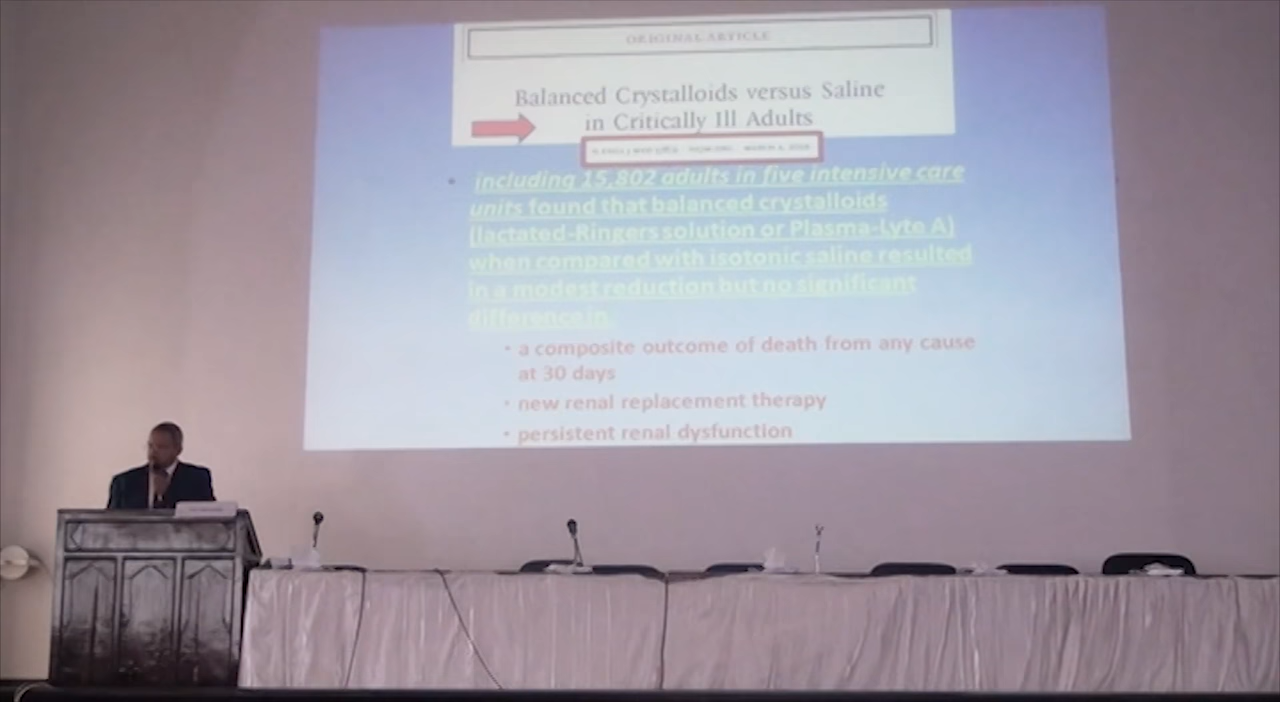 ORIGINAL ARTICLE
Balanced Crystalloids versus Saline
in Critically Ill Adults
• including 15,802 adults in five intensive care
units found that balanced crystalloids
(lactated-Ringers solution or Plasma-Lyte A)
when compared with isotonic saline resulted
in a modest reduction but no significant
difference in
• a composite outcome of death from any cause
at 30 days
• new renal replacement therapy
• persistent renal dysfunction